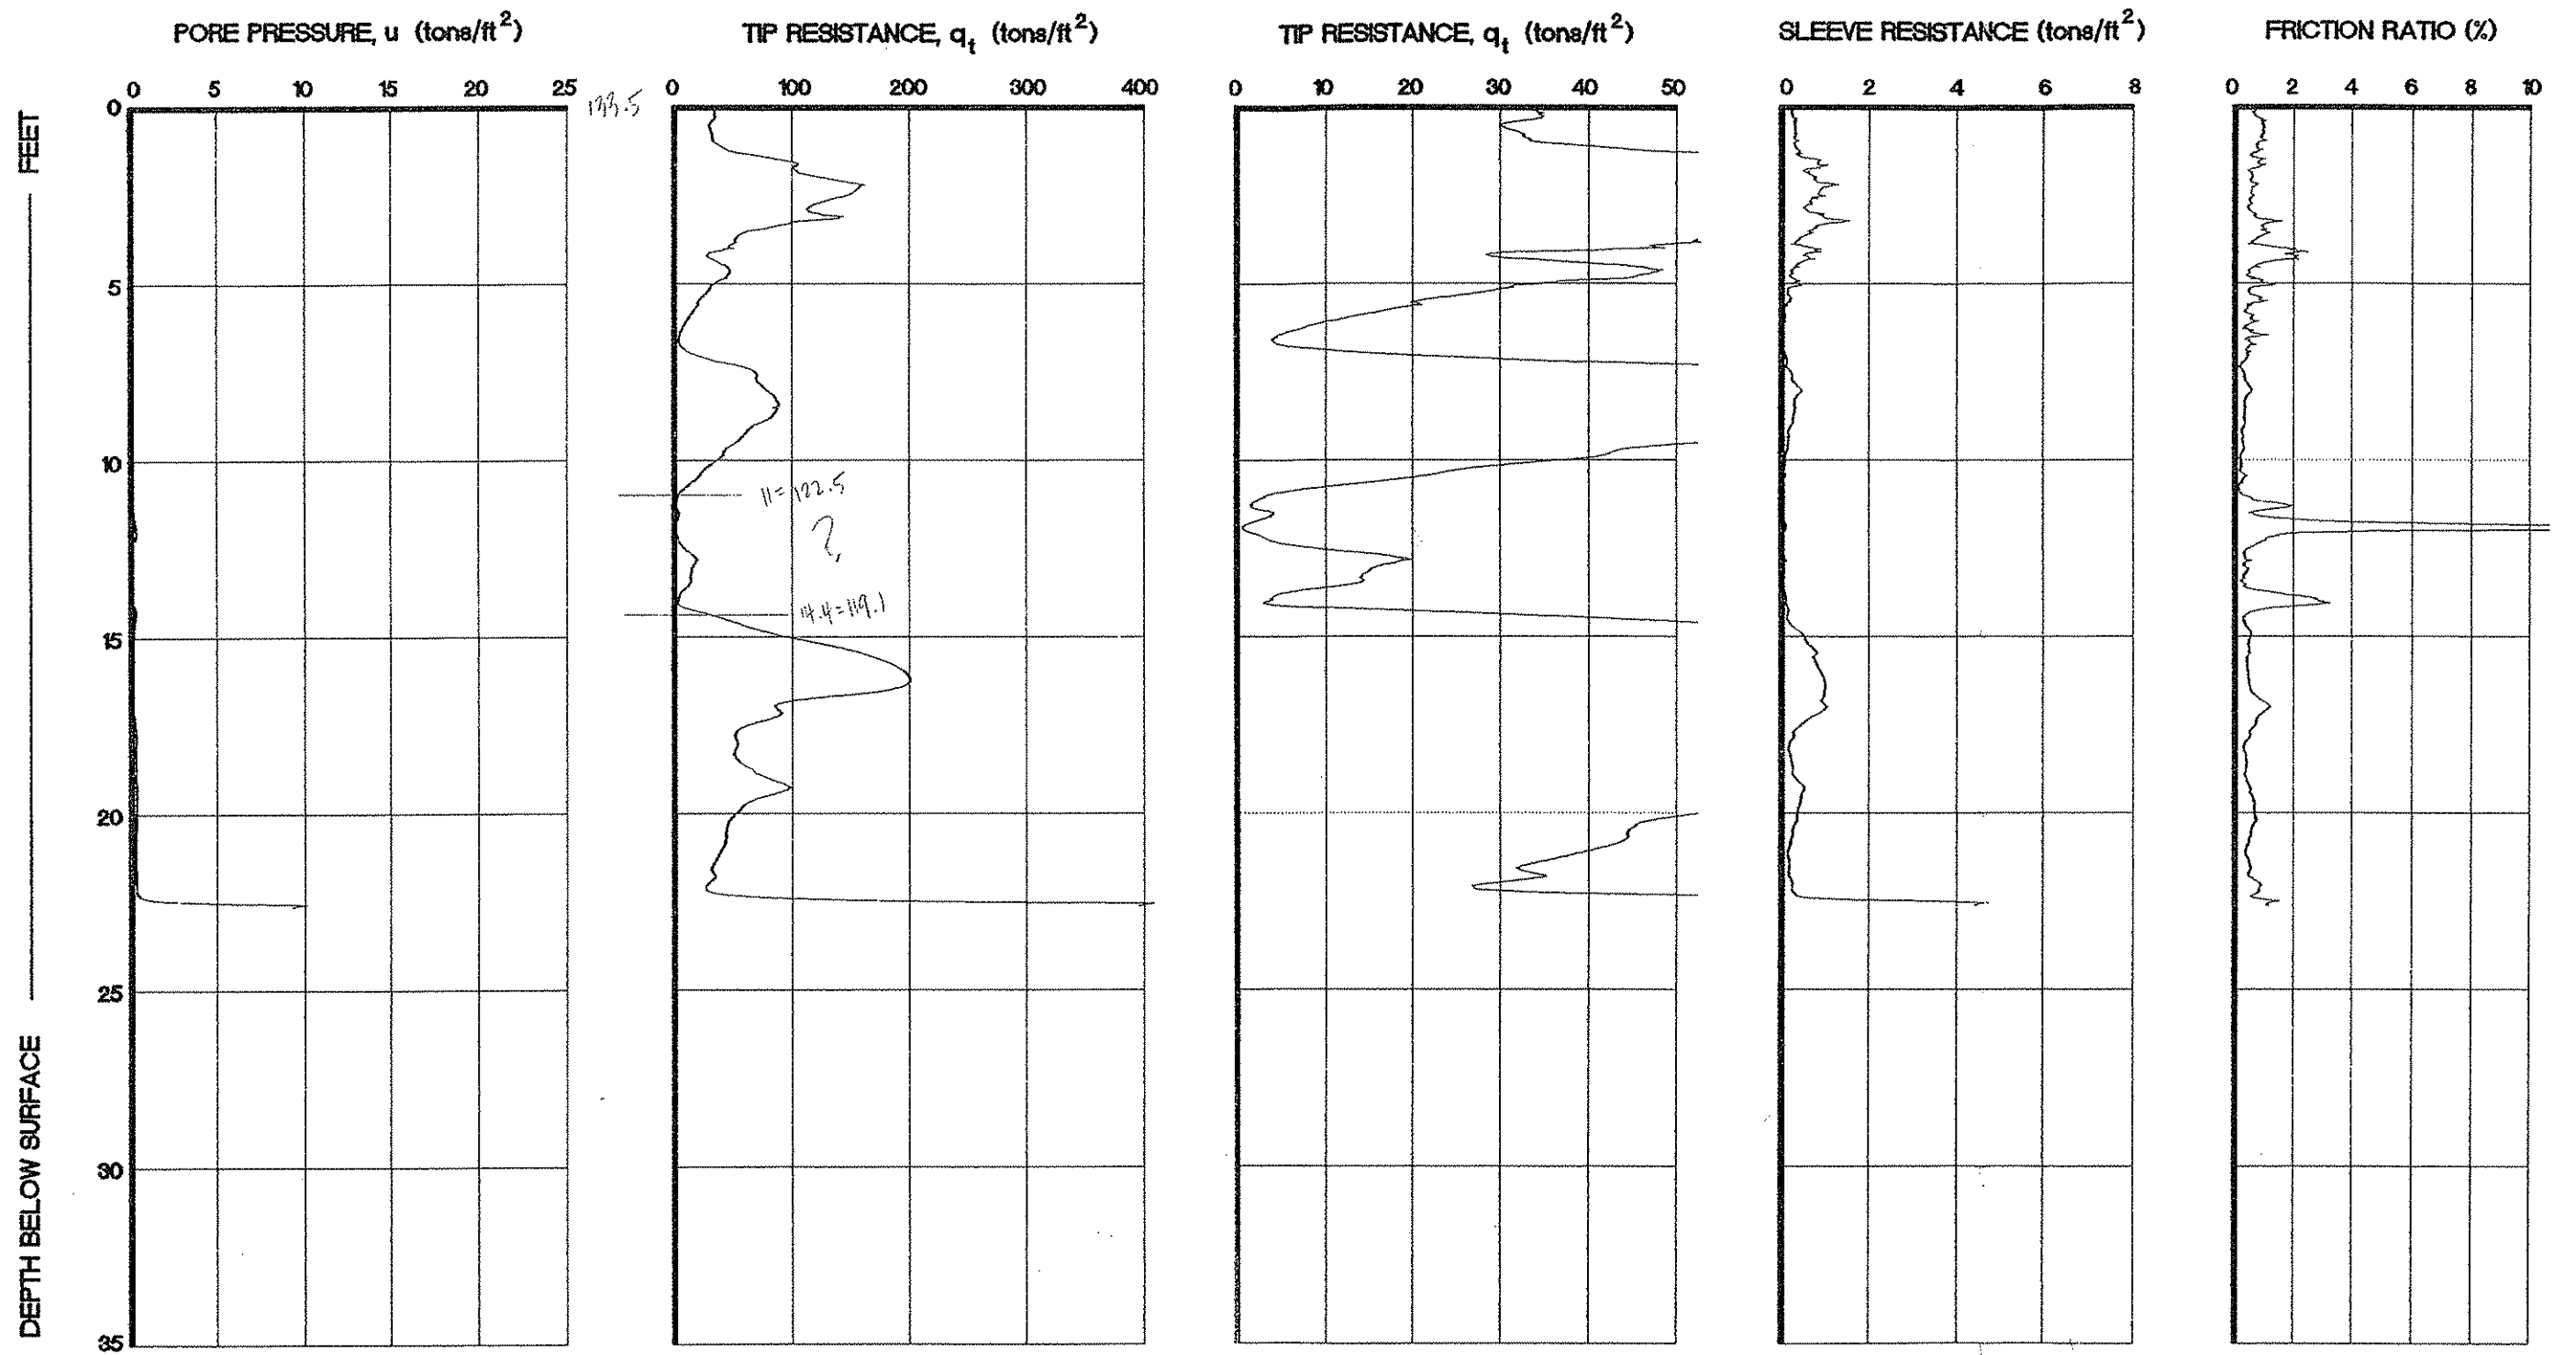 PORE PRESSURE, u (tons/ft²)
TIP RESISTANCE, qt (tons/ft²)
TIP RESISTANCE, qt (tons/ft²)
SLEEVE RESISTANCE (tons/ft²)
FRICTION RATIO (%)
0 5 10 15 20 25
0 100 200 300 400
0 10 20 30 40 50
0 2 4 6 8
0 2 4 6 8 10
133.5
0
5
10
15
20
25
30
35
11=122.5
?
14.4=119.1
DEPTH BELOW SURFACE FEET